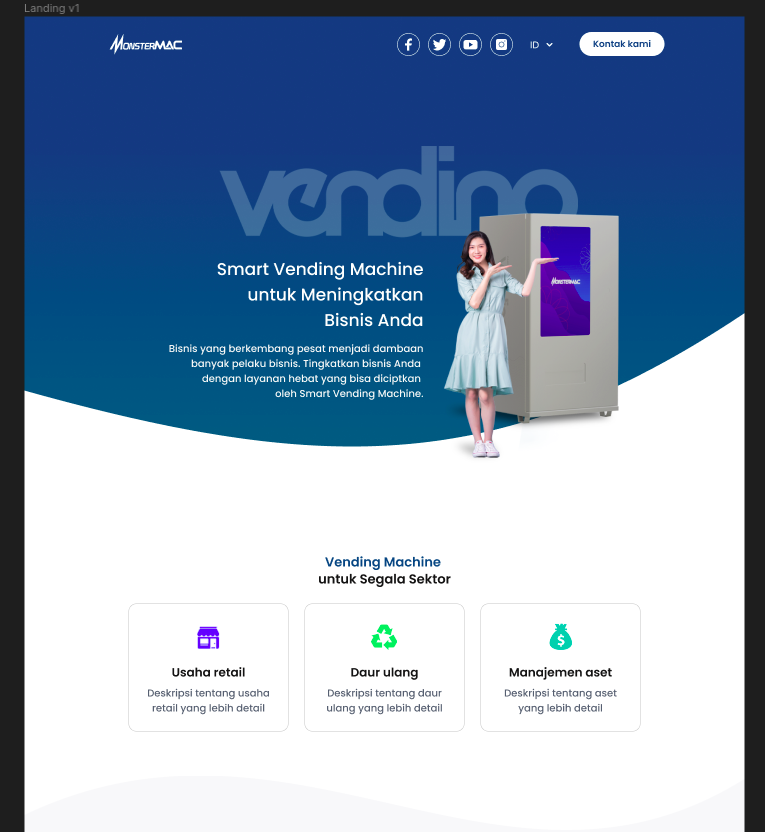 Landing v1
MONSTERMAC
ID
Kontak kami
vending
Smart Vending Machine
untuk Meningkatkan
Bisnis Anda
MONSTERMAC
Bisnis yang berkembang pesat menjadi dambaan
banyak pelaku bisnis. Tingkatkan bisnis Anda
dengan layanan hebat yang bisa diciptkan
oleh Smart Vending Machine.
Vending Machine
untuk Segala Sektor
Usaha retail
Deskripsi tentang usaha
retail yang lebih detail
Daur ulang
Deskripsi tentang daur
ulang yang lebih detail
Manajemen aset
Deskripsi tentang aset
yang lebih detail